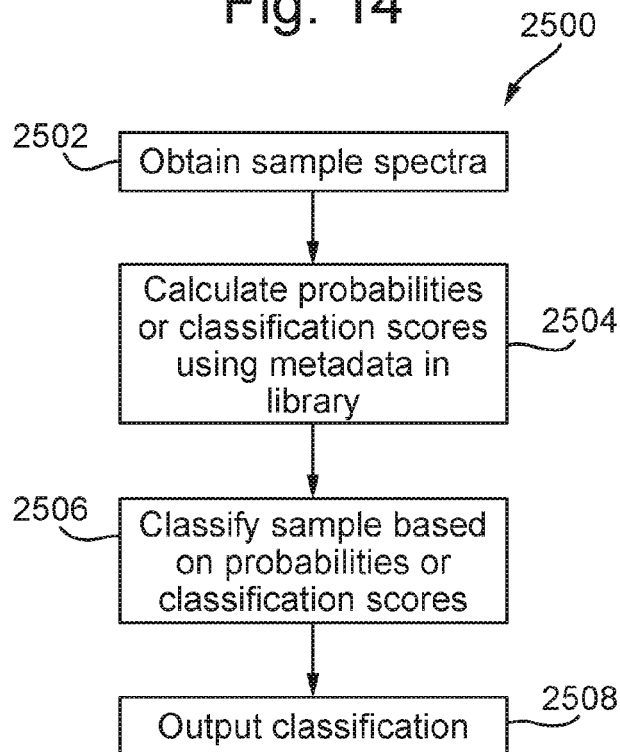 Fig. 14
2500
2502
Obtain sample spectra
Calculate probabilities
or classification scores
using metadada in
library
2504
2506
Classify sample based
on probabilities or
classification scores
Output classification
2508